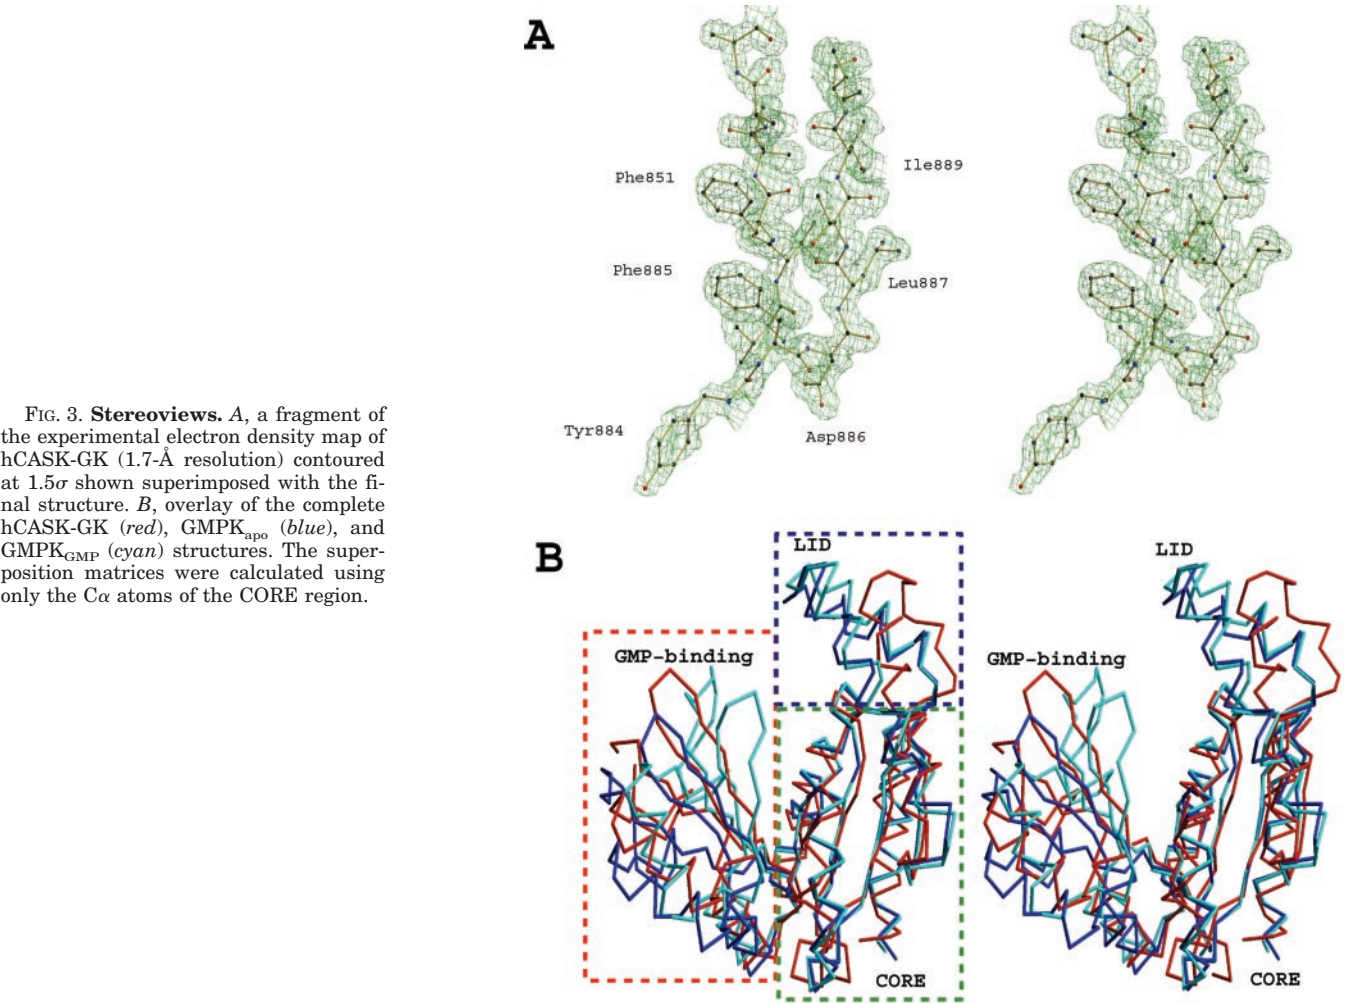 A
Phe851
Ile889
Phe885
Leu887
Tyr884
Asp886
FIG. 3. Stereoviews. A, a fragment of
the experimental electron density map of
hCASK-GK (1.7-Å resolution) contoured
at 1.5σ shown superimposed with the fi-
nal structure. B, overlay of the complete
hCASK-GK (red), GMPKapo (blue), and
GMPKGMP (cyan) structures. The super-
position matrices were calculated using
only the Cα atoms of the CORE region.
B
LID
LID
GMP-binding
GMP-binding
CORE
CORE